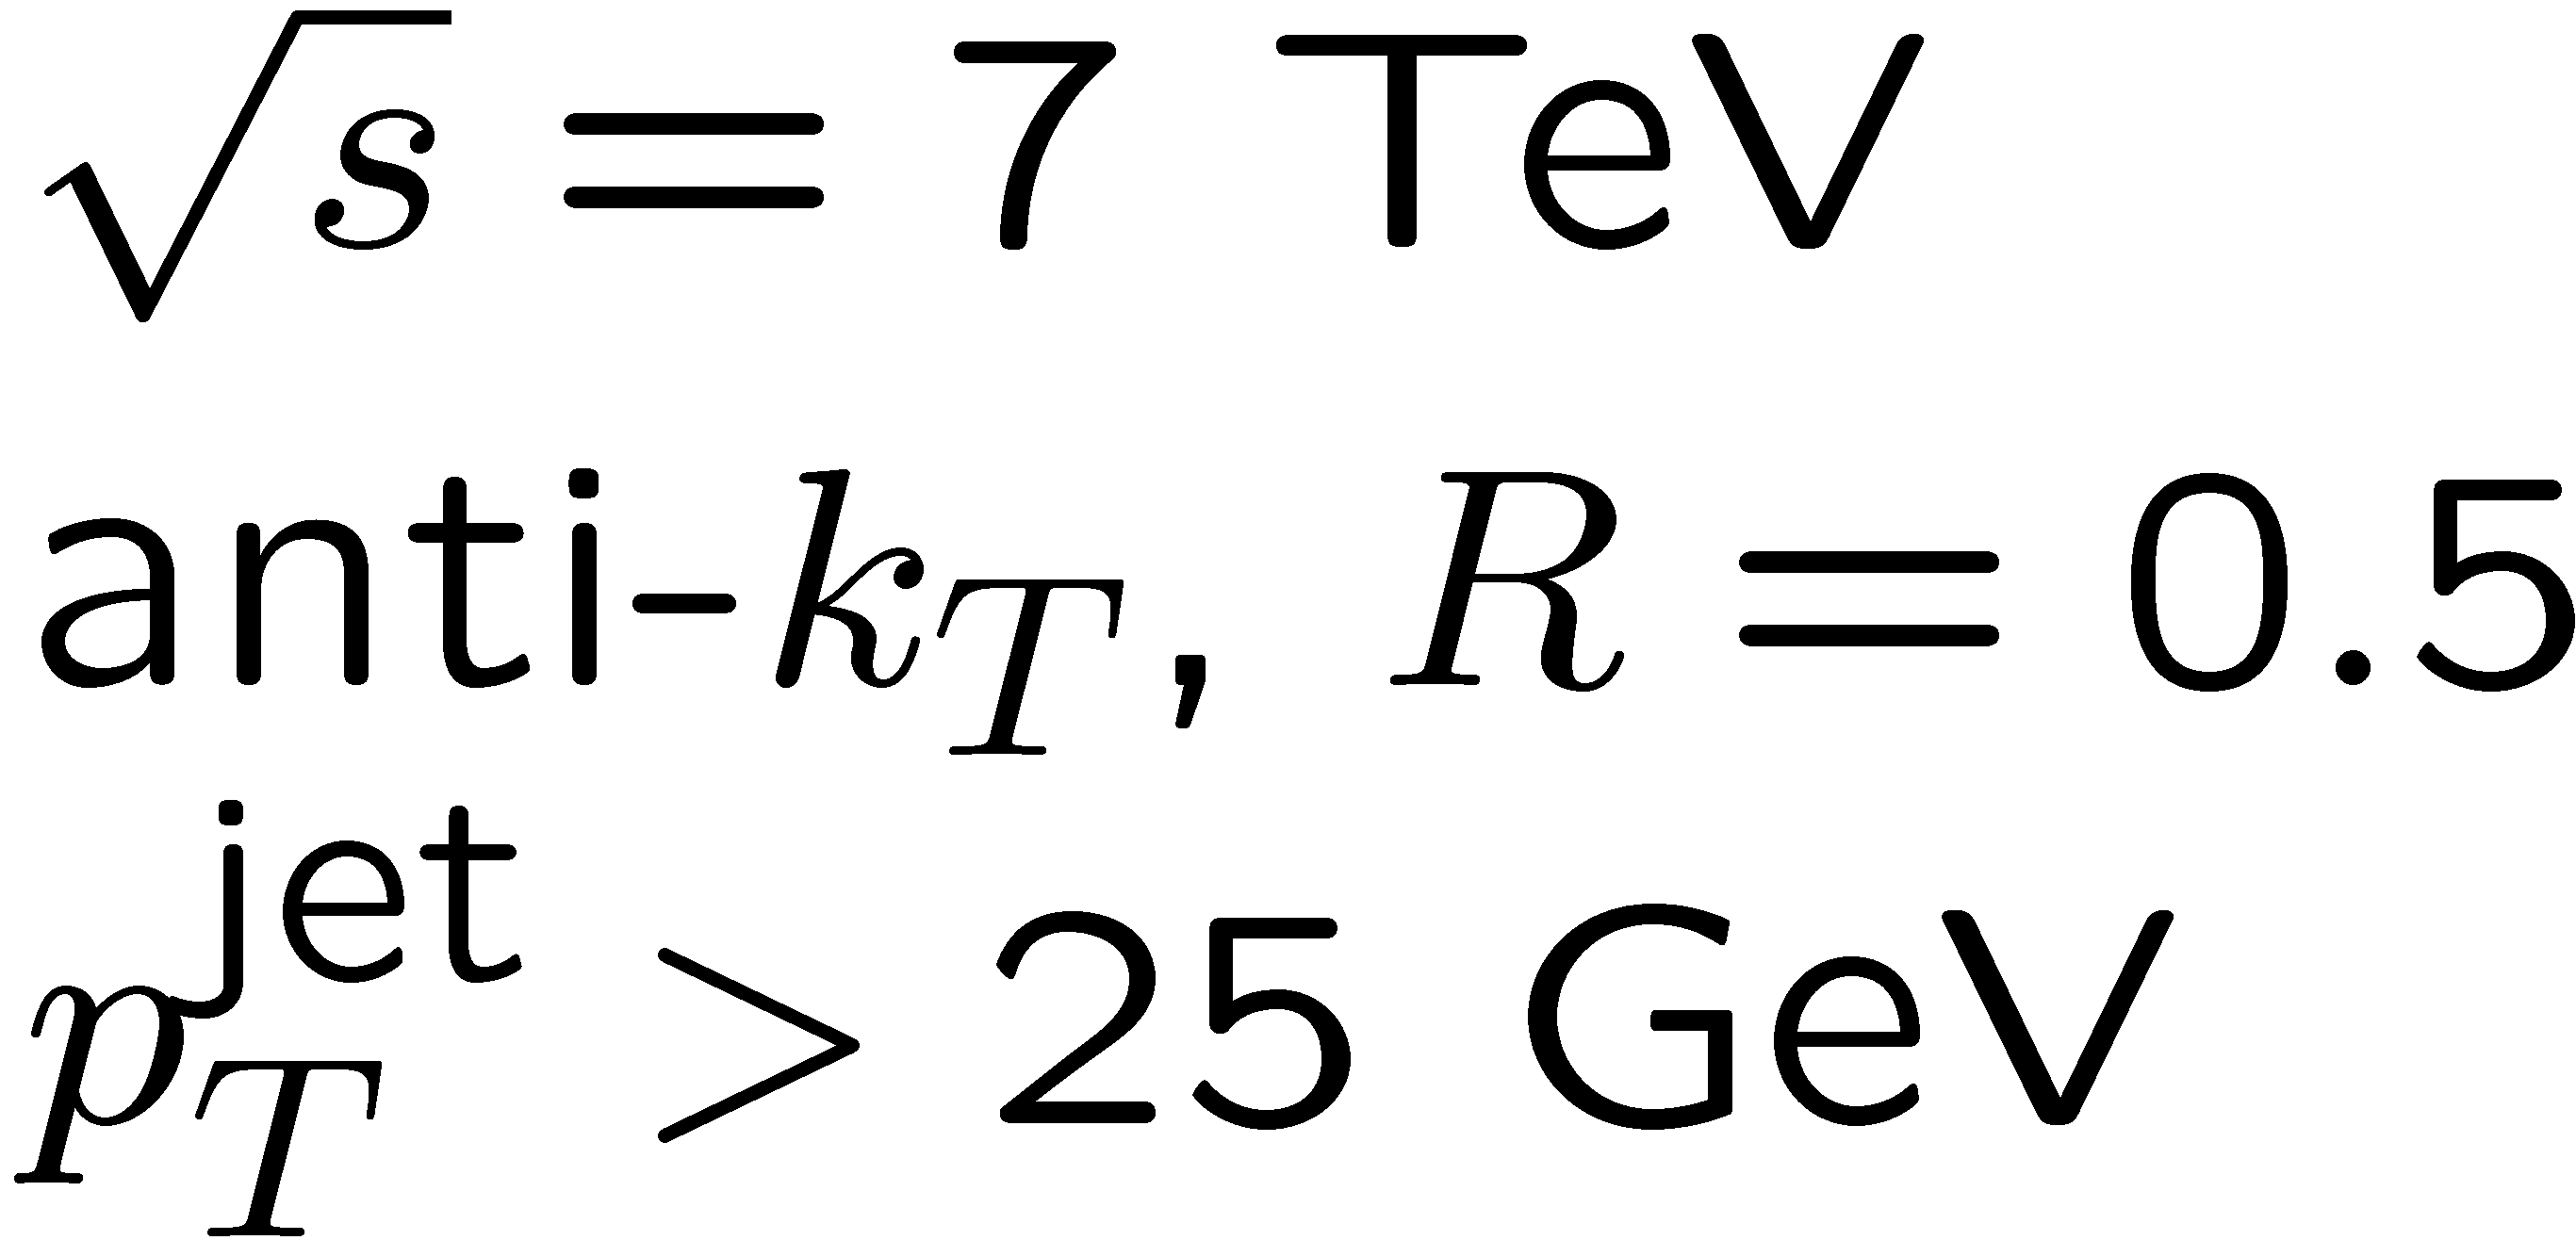 √s = 7 TeV
anti-k_T, R = 0.5
p_T^jet > 25 GeV